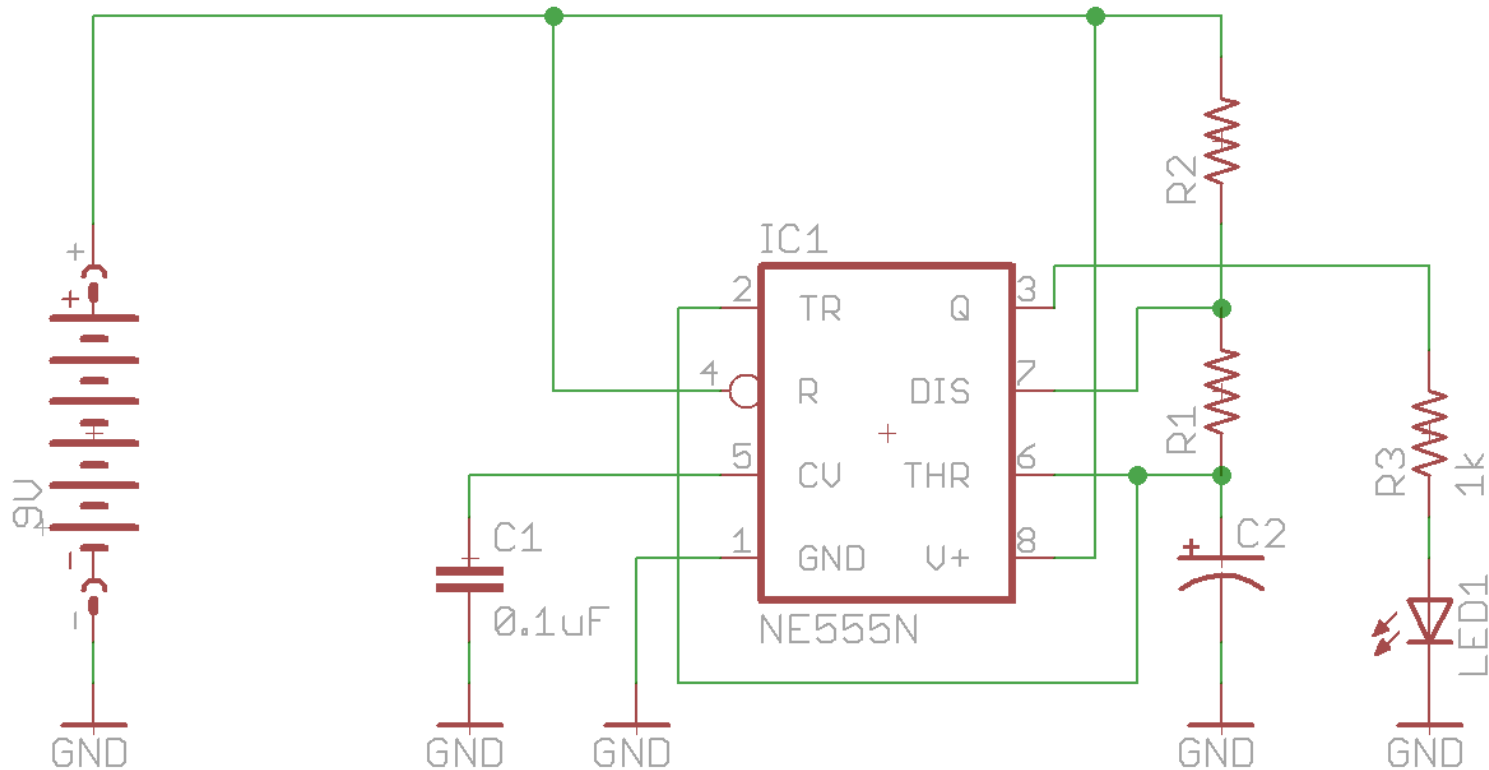 +
+
9V
-
-
GND
C1
0.1uF
GND
GND
IC1
2 TR Q 3
4 R DIS 7
5 CV THR 6
1 GND V+ 8
NE555N
R2
R1
+
C2
GND
R3
1k
LED1
GND